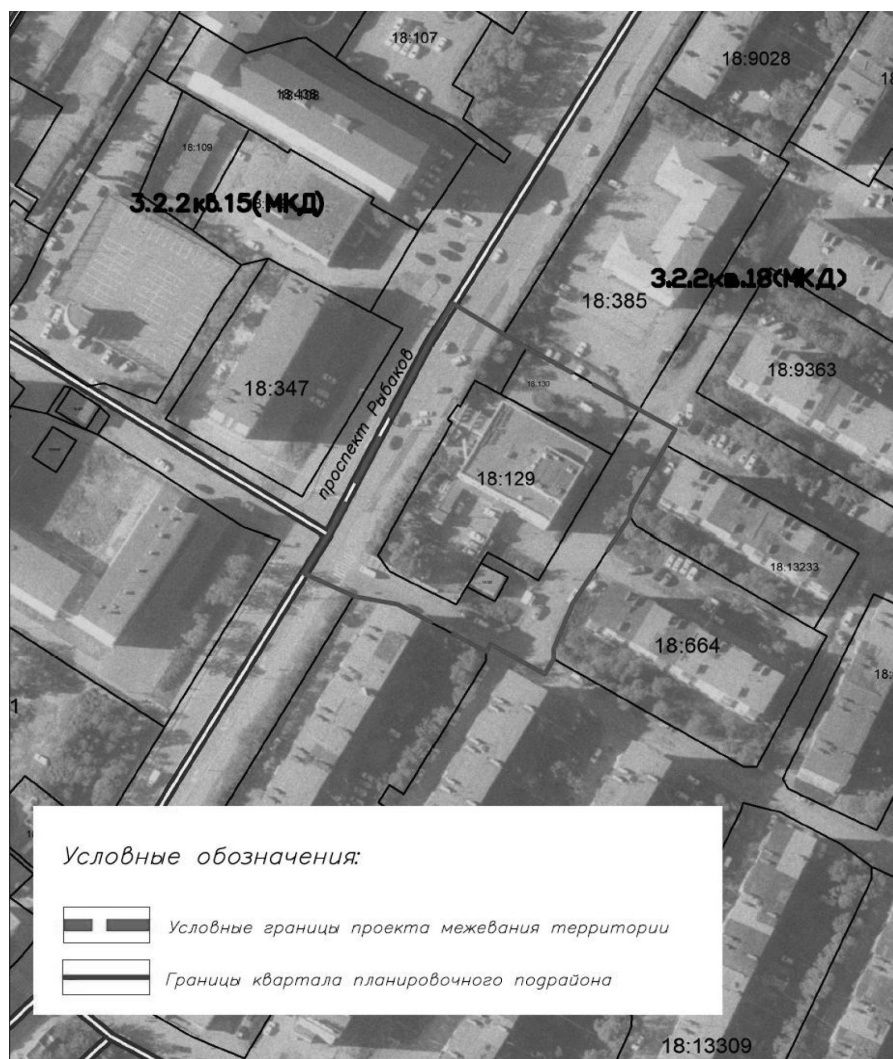 18:107
18:9028
18:109
3.2.2кв.15(МКД)
3.2.2кв.18(МКД)
18:385
18:347
проспект Рыбаков
18:9363
18:130
18:129
18:13233
18:664
18:
1
Условные обозначения:
Условные границы проекта межевания территории
Границы квартала планировочного подрайона
18:13309